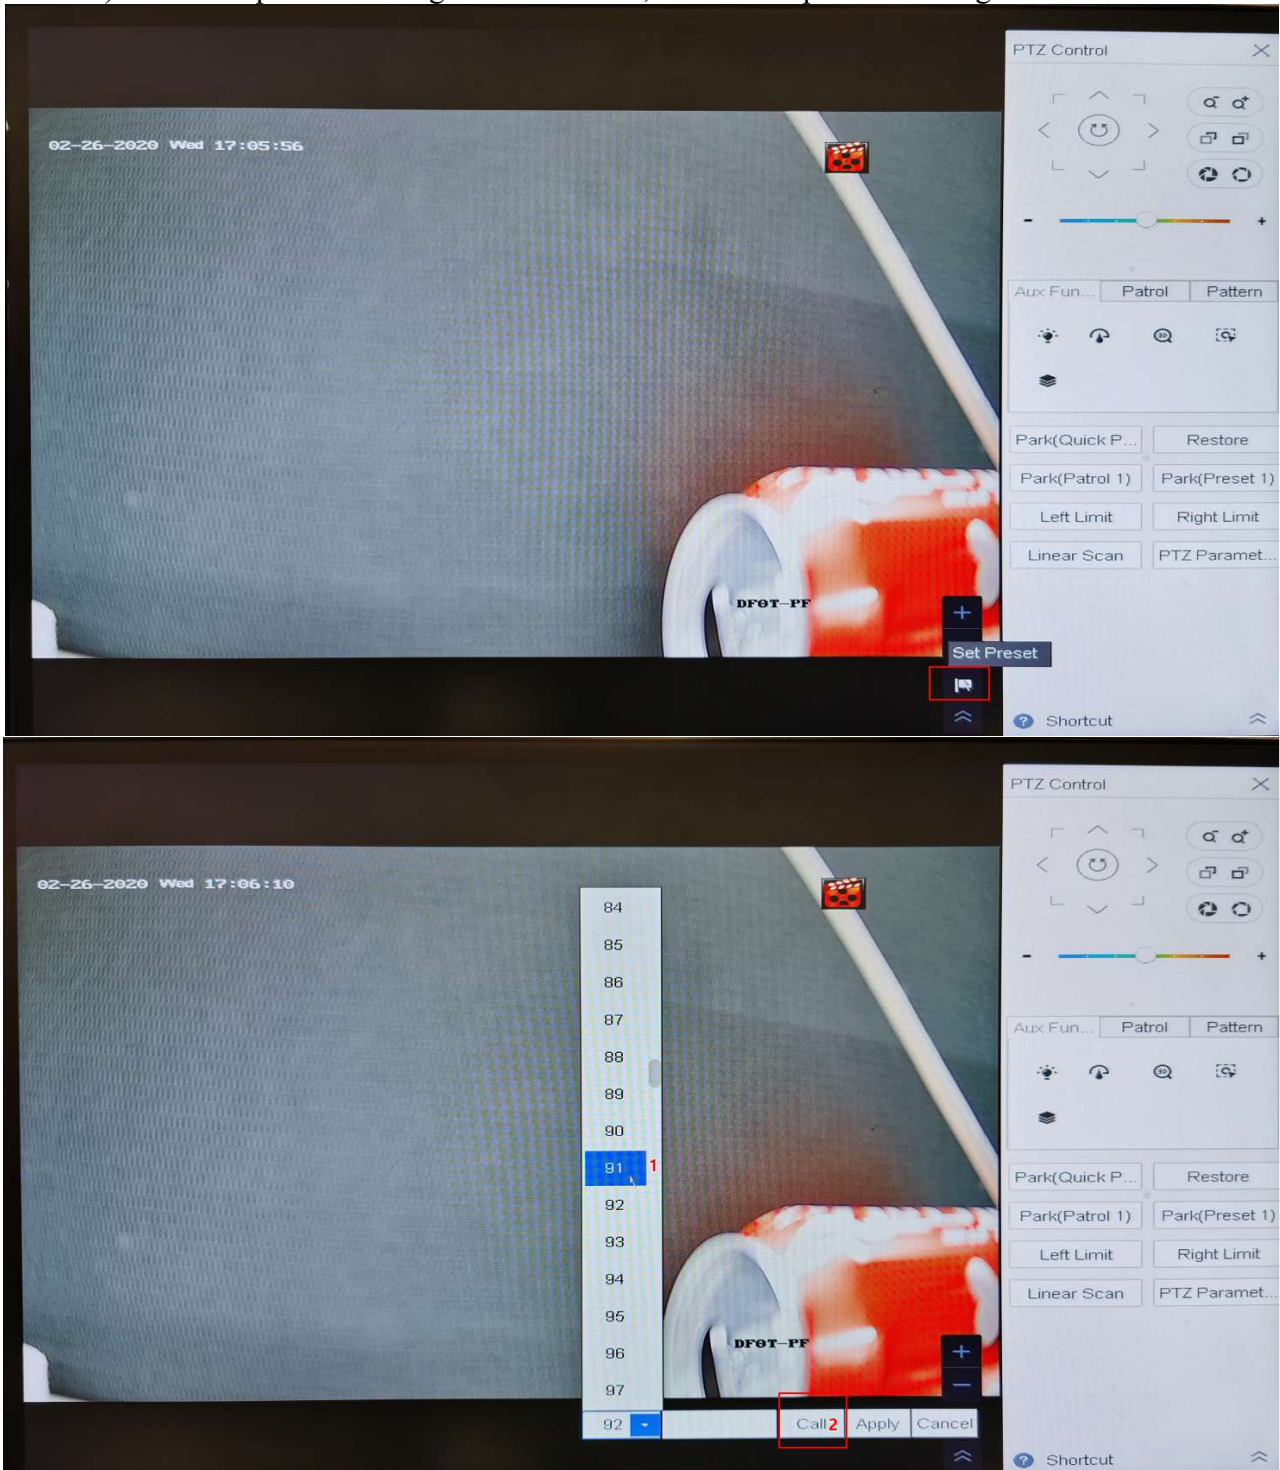 02-26-2020 Wed 17:05:56
DF0T-PF
Set Preset
PTZ Control
Aux Fun... Patrol Pattern
Park(Quick P... Restore
Park(Patrol 1) Park(Preset 1)
Left Limit Right Limit
Linear Scan PTZ Paramet...
Shortcut
02-26-2020 Wed 17:06:10
84
85
86
87
88
89
90
91 1
92
93
94
95
96
97
92 Call 2 Apply Cancel
DF0T-PF
PTZ Control
Aux Fun... Patrol Pattern
Park(Quick P... Restore
Park(Patrol 1) Park(Preset 1)
Left Limit Right Limit
Linear Scan PTZ Paramet...
Shortcut